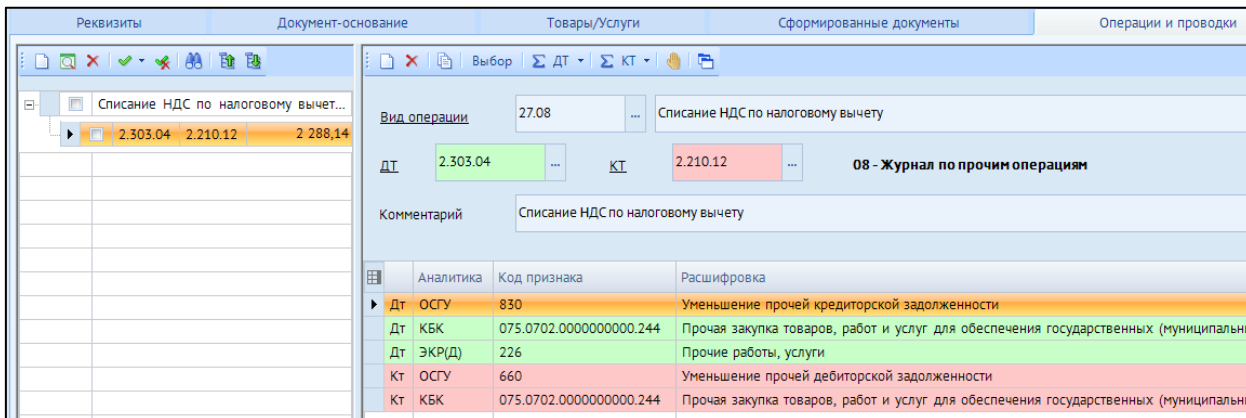 Реквизиты Документ-основание Товары/Услуги Сформированные документы Операции и проводки
Выбор Σ ДТ Σ КТ
Списание НДС по налоговому вычет...
2.303.04 2.210.12 2 288,14
Вид операции 27.08 ... Списание НДС по налоговому вычету
ДТ 2.303.04 ... КТ 2.210.12 ... 08 - Журнал по прочим операциям
Комментарий Списание НДС по налоговому вычету
Аналитика Код признака Расшифровка
Дт ОСГУ 830 Уменьшение прочей кредиторской задолженности
Дт КБК 075.0702.0000000000.244 Прочая закупка товаров, работ и услуг для обеспечения государственных (муниципальн
Дт ЭКР(Д) 226 Прочие работы, услуги
Кт ОСГУ 660 Уменьшение прочей дебиторской задолженности
Кт КБК 075.0702.0000000000.244 Прочая закупка товаров, работ и услуг для обеспечения государственных (муниципальн